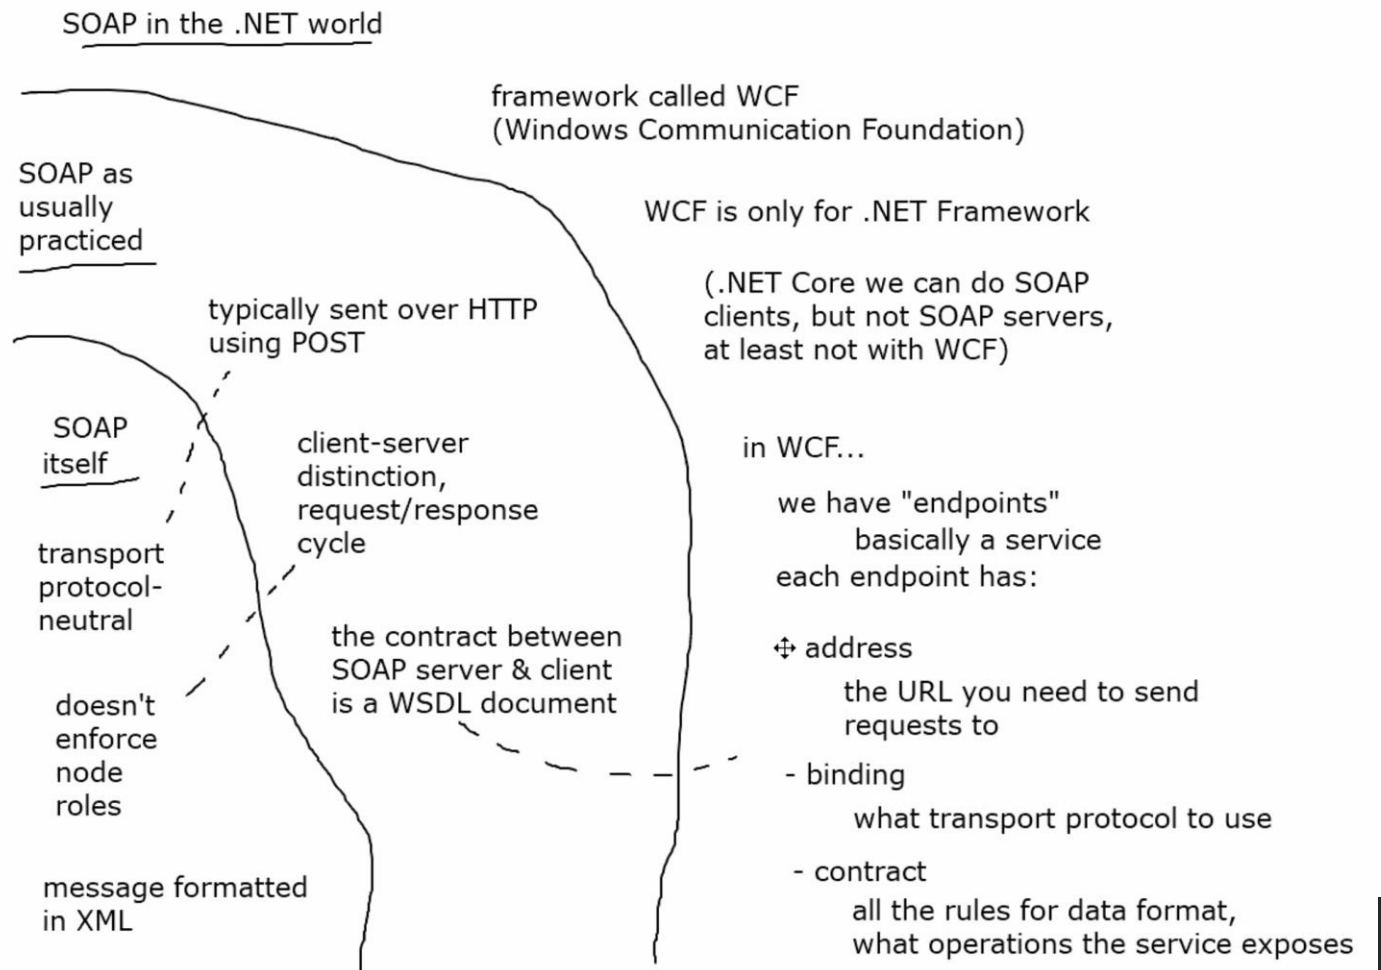 SOAP in the .NET world
framework called WCF
(Windows Communication Foundation)
SOAP as
usually
practiced
WCF is only for .NET Framework
(.NET Core we can do SOAP
clients, but not SOAP servers,
at least not with WCF)
typically sent over HTTP
using POST
SOAP
itself
client-server
distinction,
request/response
cycle
in WCF...
we have "endpoints"
basically a service
each endpoint has:
transport
protocol-
neutral
the contract between
SOAP server & client
is a WSDL document
address
the URL you need to send
requests to
doesn't
enforce
node
roles
- binding
what transport protocol to use
message formatted
in XML
- contract
all the rules for data format,
what operations the service exposes